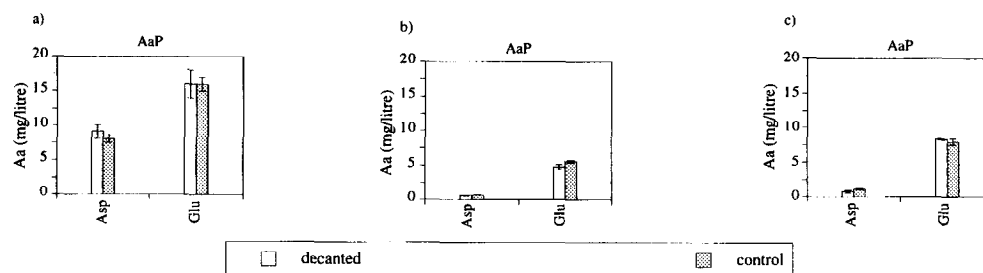 a)
AaP
Aa (mg/litre)
20
15
10
5
0
Asp
Glu
b)
AaP
Aa (mg/litre)
20
15
10
5
0
Asp
Glu
c)
AaP
Aa (mg/litre)
20
15
10
5
0
Asp
Glu
decanted
control